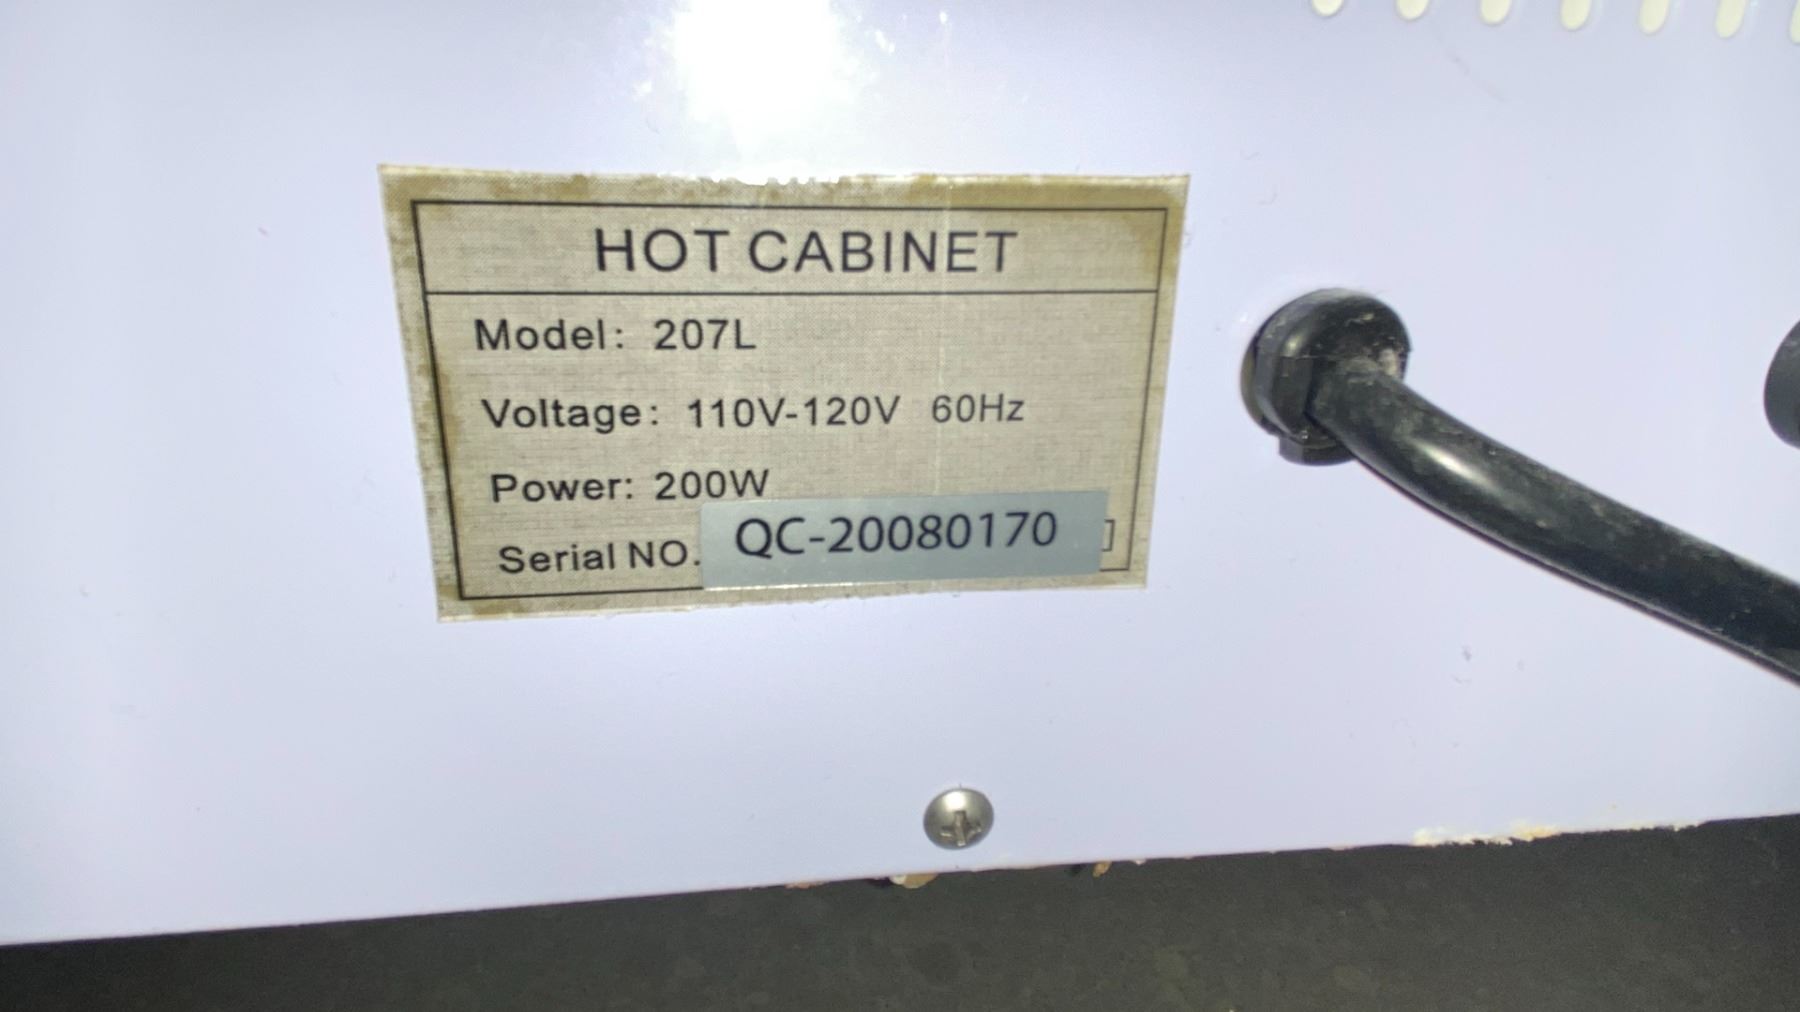 HOT CABINET
Model: 207L
Voltage: 110V-120V 60Hz
Power: 200W
Serial NO. QC-20080170